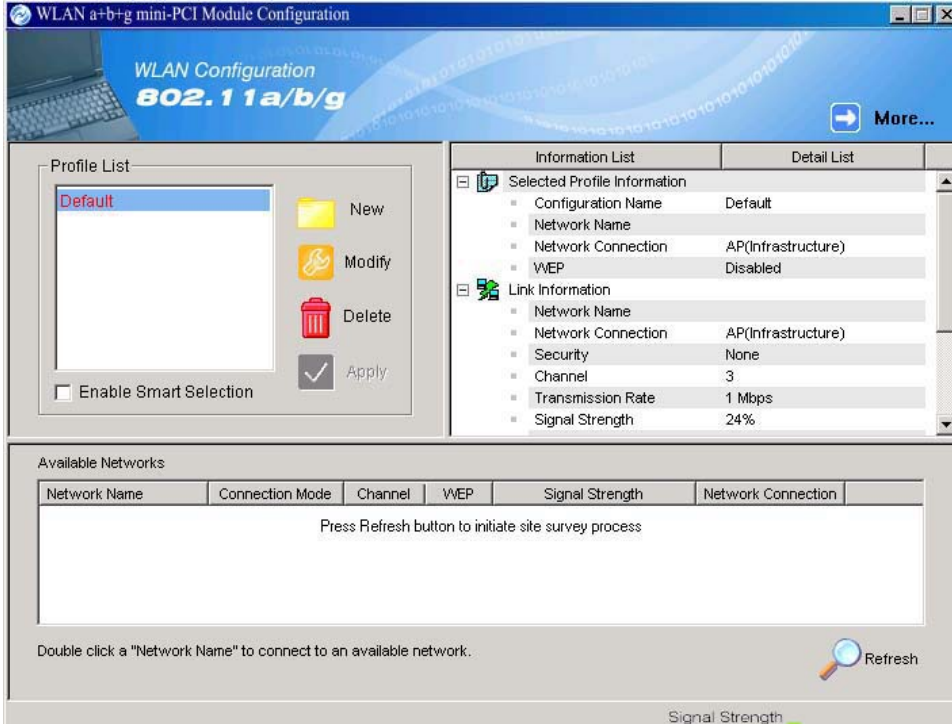 WLAN a+b+g mini-PCI Module Configuration
WLAN Configuration
802.11a/b/g
More...
Profile List
Default
New
Modify
Delete
Apply
Enable Smart Selection
Information List Detail List
Selected Profile Information
Configuration Name Default
Network Name
Network Connection AP(Infrastructure)
WEP Disabled
Link Information
Network Name
Network Connection AP(Infrastructure)
Security None
Channel 3
Transmission Rate 1 Mbps
Signal Strength 24%
Available Networks
Network Name Connection Mode Channel WEP Signal Strength Network Connection
Press Refresh button to initiate site survey process
Double click a "Network Name" to connect to an available network.
Refresh
Signal Strength